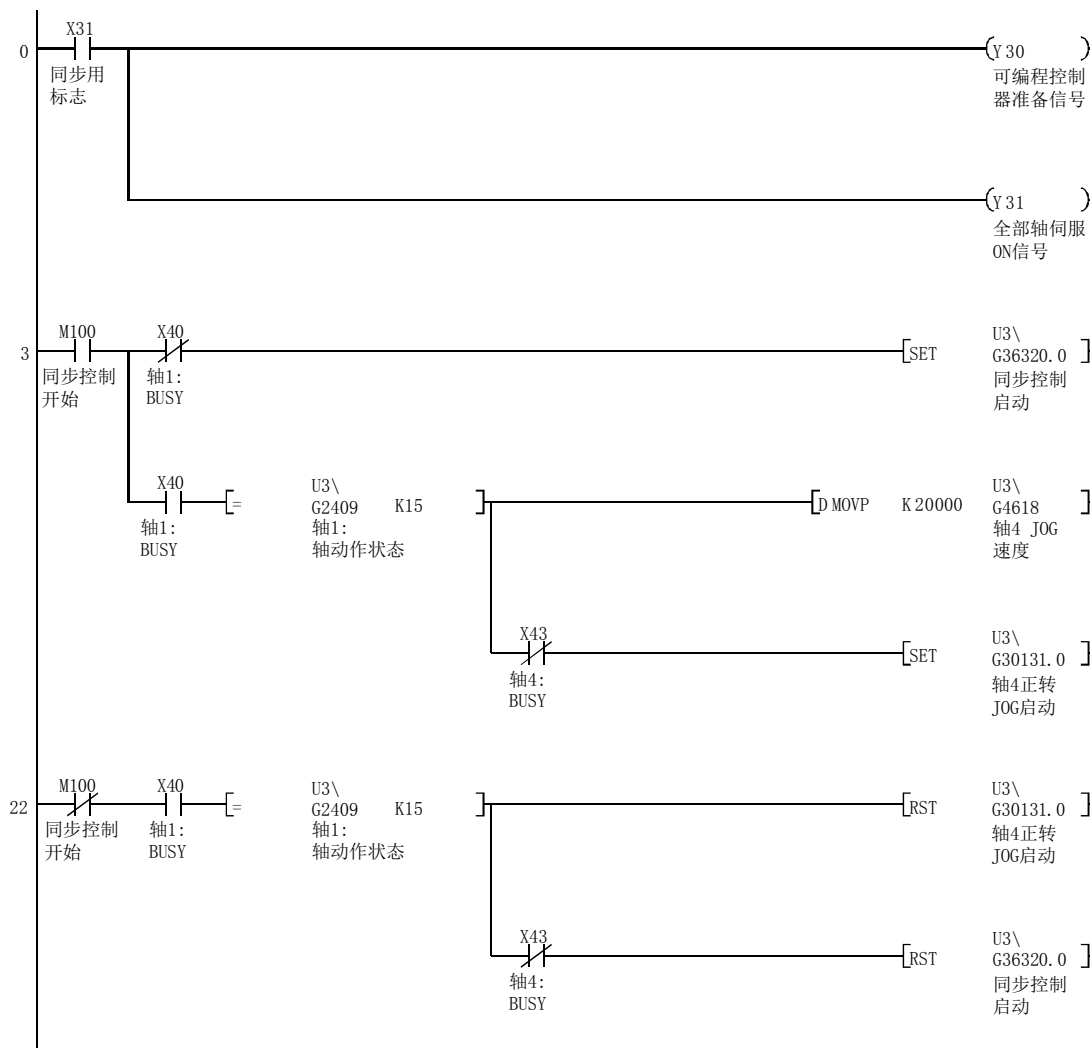 X31
0
Y30
同步用
标志
可编程控制
器准备信号
Y31
全部轴伺服
ON信号
M100 X40 U3\
3 SET G36320.0
同步控制
开始
轴1:
BUSY
同步控制
启动
X40 U3\ U3\
= G2409 K15 DMOVP K20000 G4618
轴1:
BUSY
轴1:
轴动作状态
轴4 JOG
速度
X43 U3\
SET G30131.0
轴4:
BUSY
轴4正转
JOG启动
M100 X40 U3\ U3\
22 = G2409 K15 RST G30131.0
同步控制
开始
轴1:
BUSY
轴1:
轴动作状态
轴4正转
JOG启动
X43 U3\
RST G36320.0
轴4:
BUSY
同步控制
启动